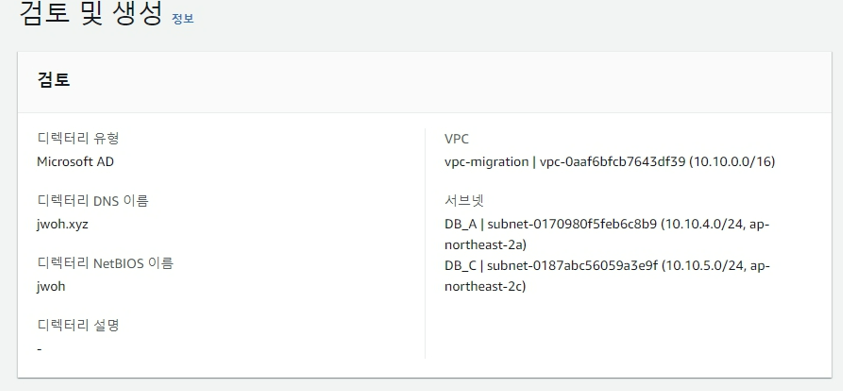 검토 및 생성 정보
검토
디렉터리 유형
Microsoft AD
디렉터리 DNS 이름
jwoh.xyz
디렉터리 NetBIOS 이름
jwoh
디렉터리 설명
-
VPC
vpc-migration | vpc-0aaf6bfcb7643df39 (10.10.0.0/16)
서브넷
DB_A | subnet-0170980f5feb6c8b9 (10.10.4.0/24, ap-
northeast-2a)
DB_C | subnet-0187abc56059a3e9f (10.10.5.0/24, ap-
northeast-2c)